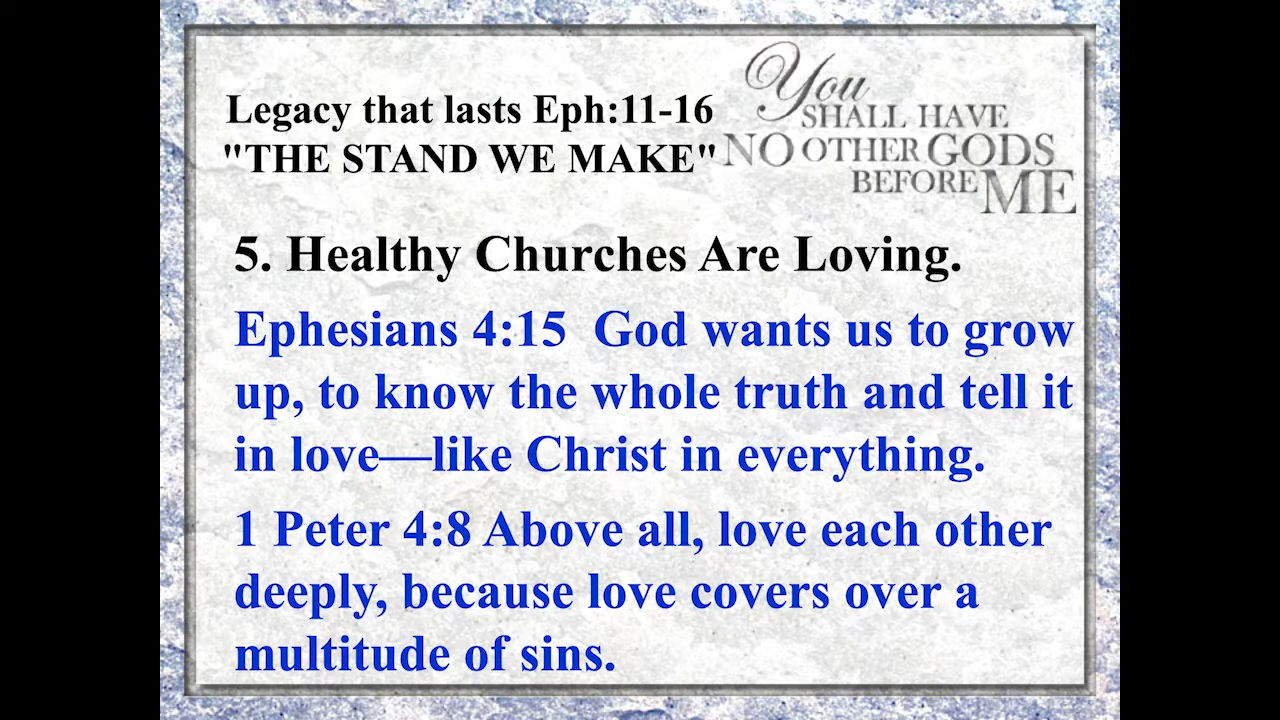 Legacy that lasts Eph:11-16
"THE STAND WE MAKE"
You
SHALL HAVE
NO OTHER GODS
BEFORE ME
5. Healthy Churches Are Loving.
Ephesians 4:15  God wants us to grow
up, to know the whole truth and tell it
in love—like Christ in everything.
1 Peter 4:8 Above all, love each other
deeply, because love covers over a
multitude of sins.